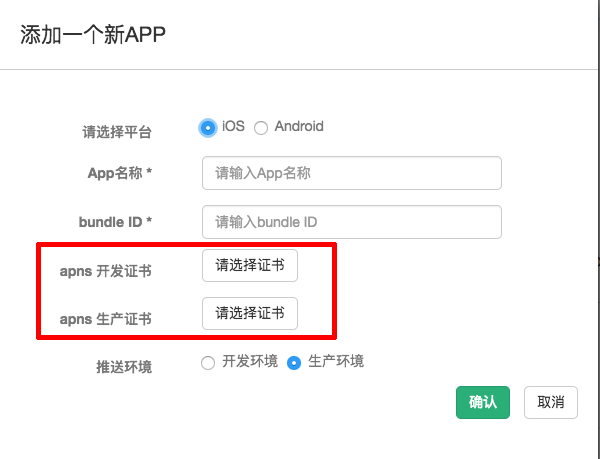 添加一个新APP
请选择平台 iOS Android
App名称 * 请输入App名称
bundle ID * 请输入bundle ID
apns 开发证书 请选择证书
apns 生产证书 请选择证书
推送环境 开发环境 生产环境
确认 取消